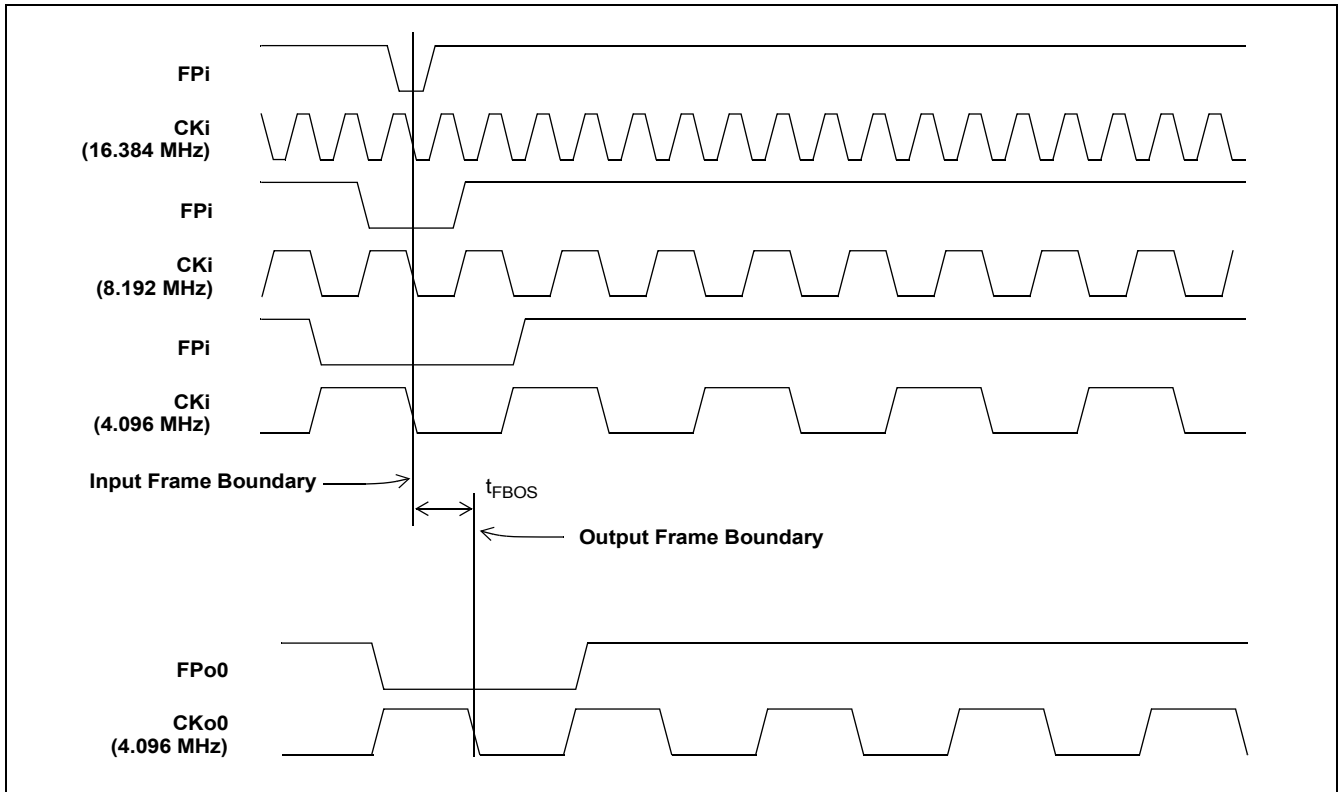 FPi
CKi
(16.384 MHz)
FPi
CKi
(8.192 MHz)
FPi
CKi
(4.096 MHz)
Input Frame Boundary
tFBOS
Output Frame Boundary
FPo0
CKo0
(4.096 MHz)